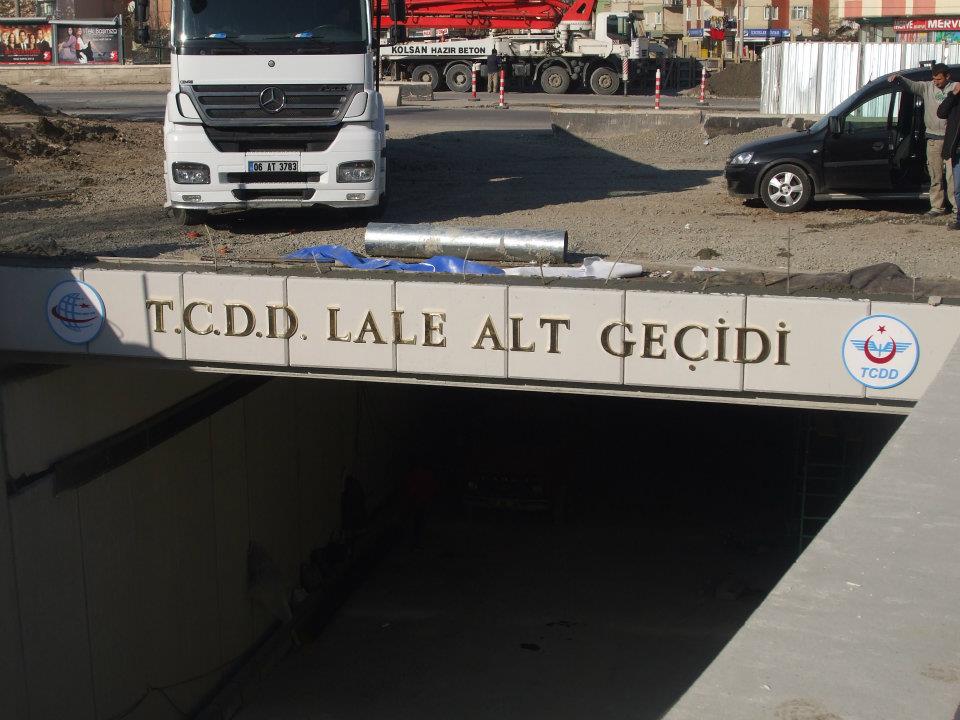 KOLSAN HAZIR BETON
MERV
06 AT 3783
T.C.D.D. LALE ALT GEÇİDİ
TCDD